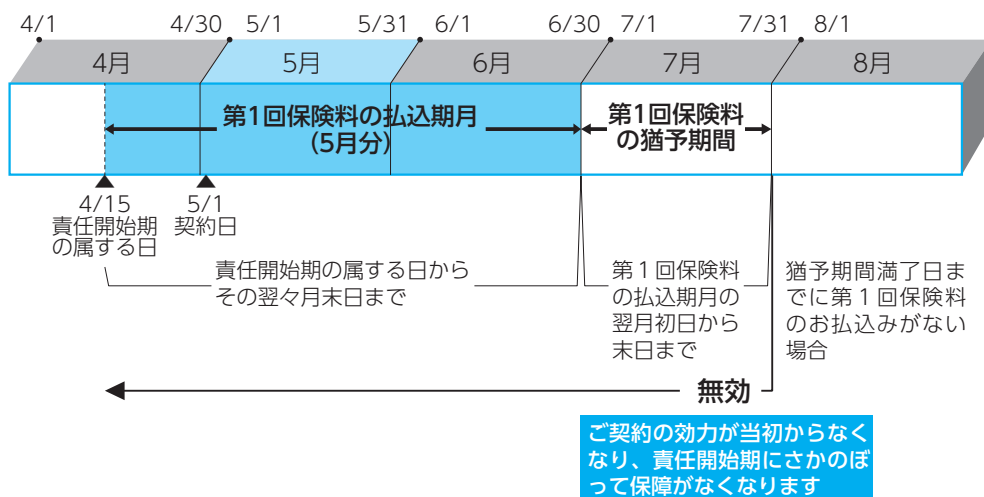 4/1 4/30 5/1 5/31 6/1 6/30 7/1 7/31 8/1
4月 5月 6月 7月 8月
第1回保険料の払込期月
(5月分)
第1回保険料
の猶予期間
4/15
責任開始期
の属する日
5/1
契約日
責任開始期の属する日から
その翌々月末日まで
第1回保険料
の払込期月の
翌月初日から
末日まで
猶予期間満了日ま
でに第1回保険料
のお払込みがない
場合
無効
ご契約の効力が当初からなく
なり、責任開始期にさかのぼ
って保障がなくなります